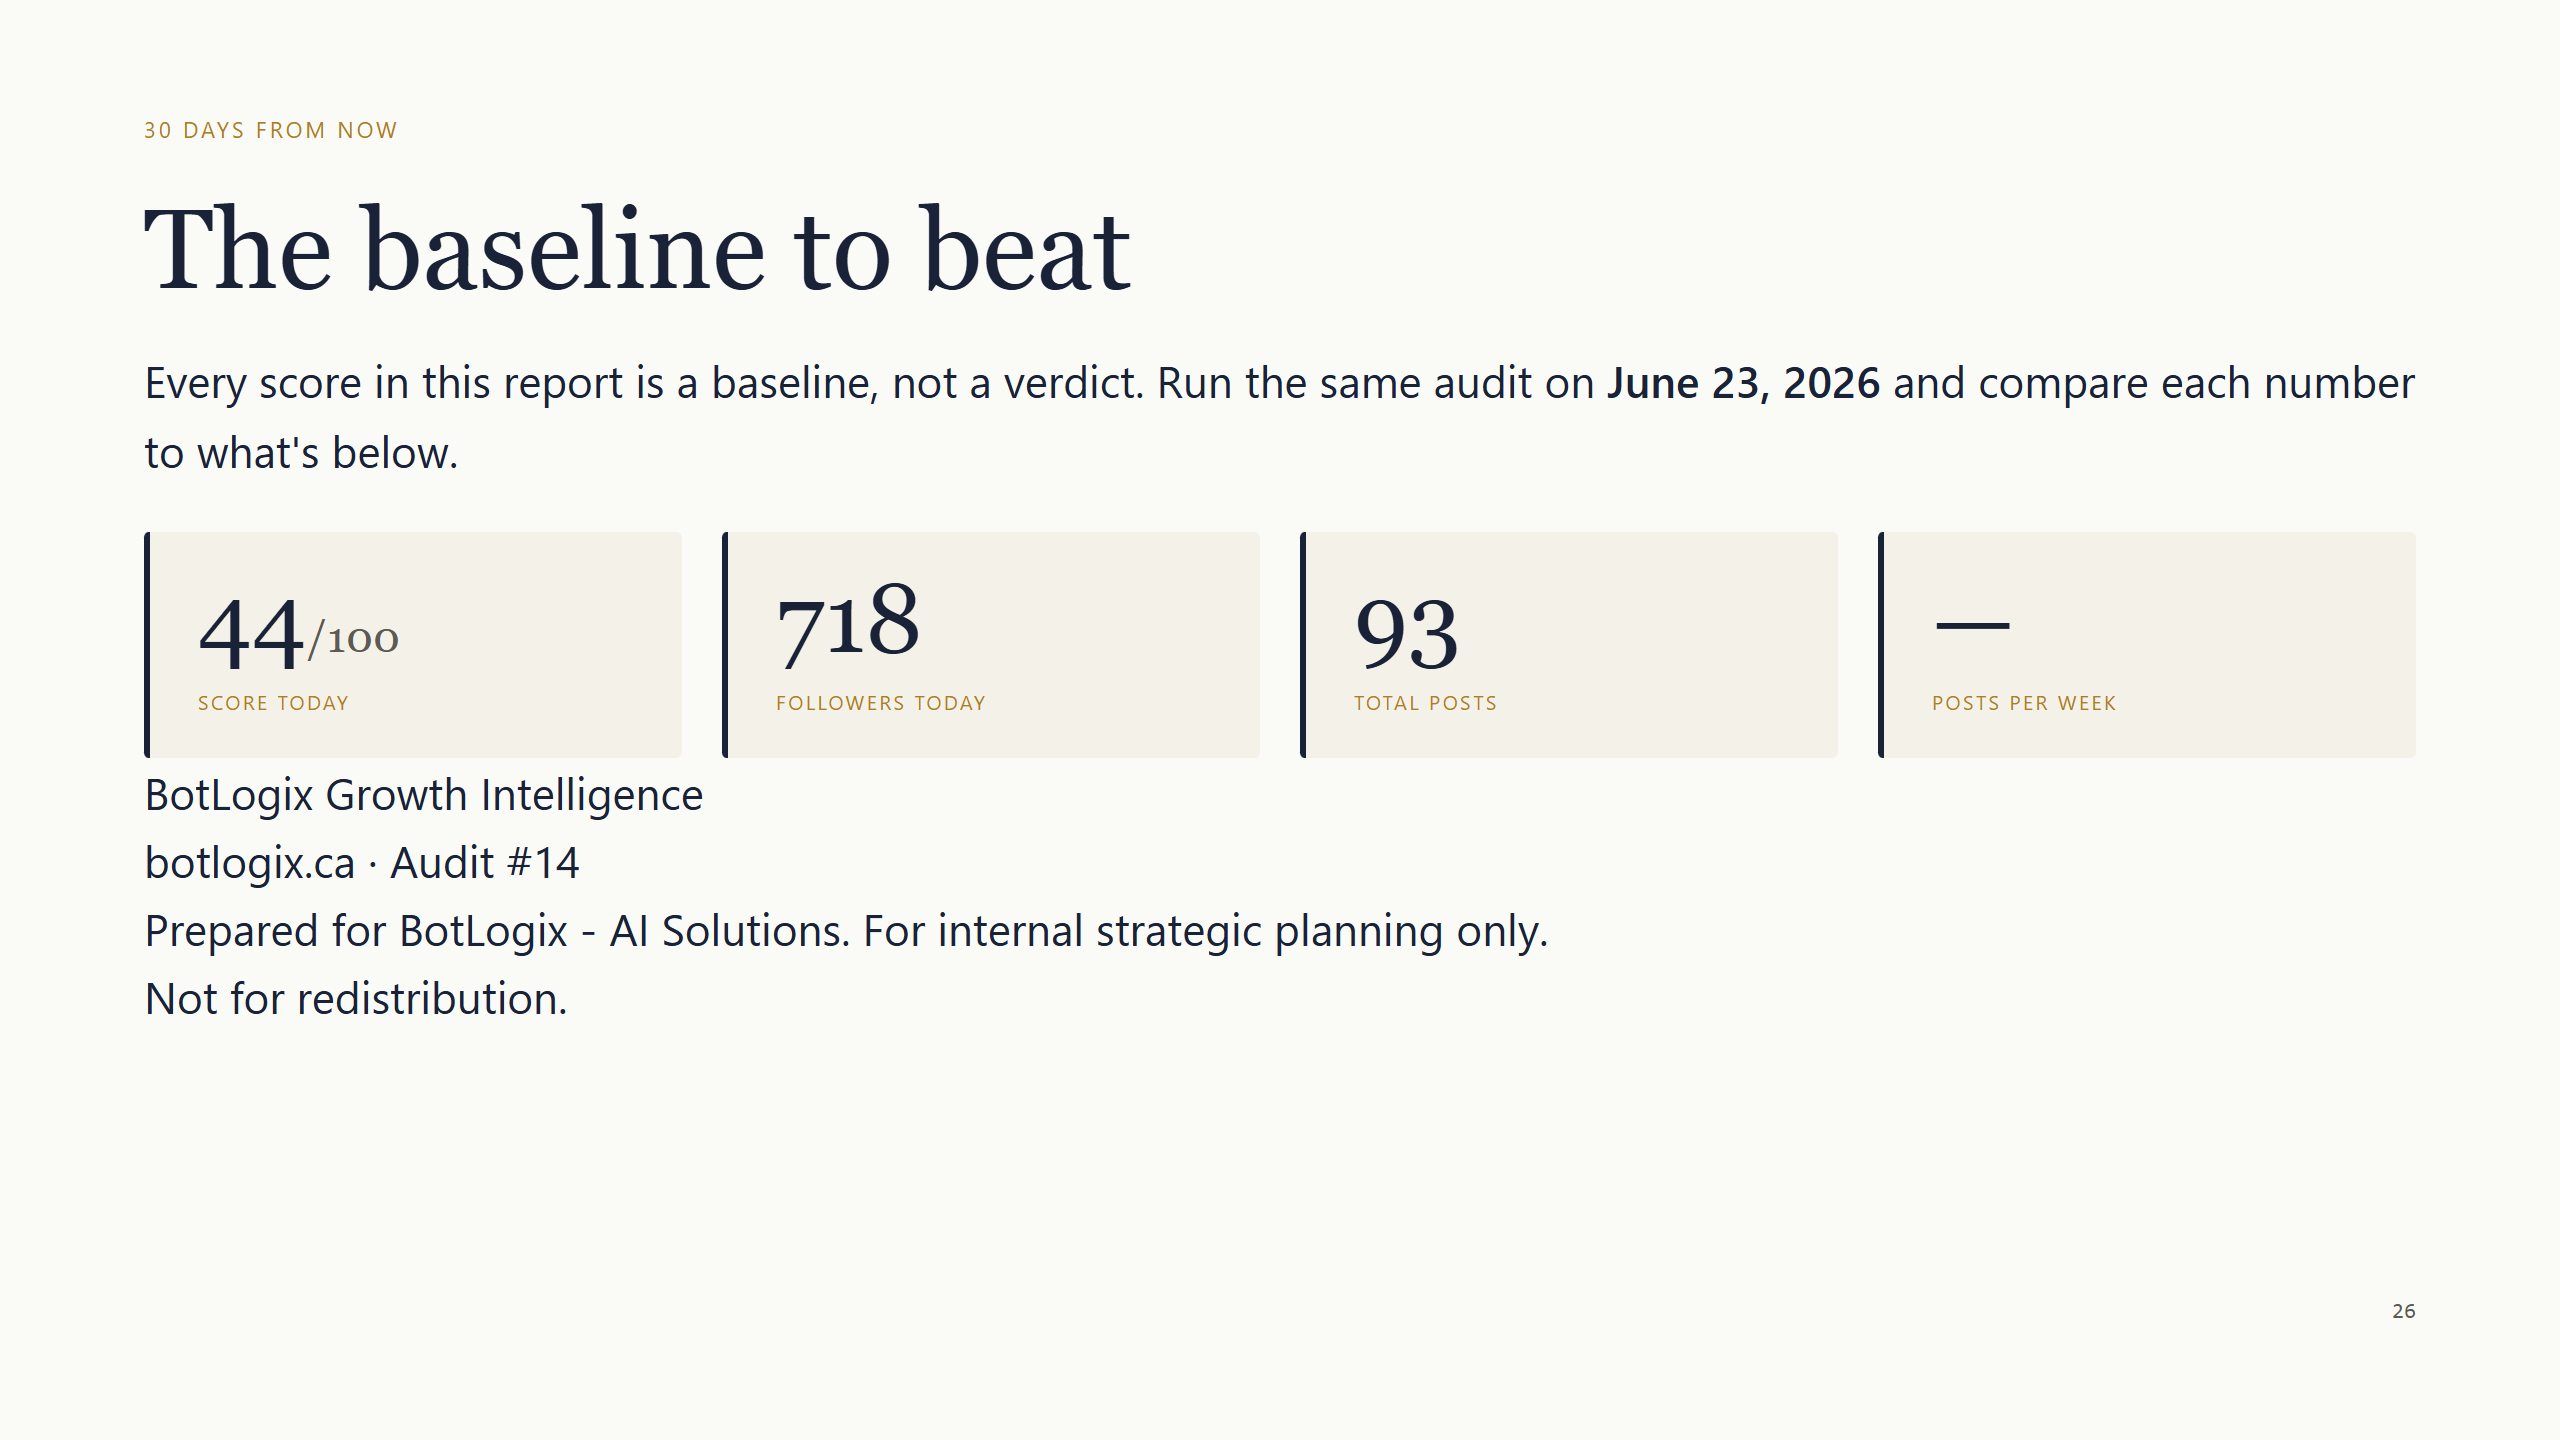 30 DAYS FROM NOW
The baseline to beat
Every score in this report is a baseline, not a verdict. Run the same audit on June 23, 2026 and compare each number
to what's below.
44/100
SCORE TODAY
718
FOLLOWERS TODAY
93
TOTAL POSTS
—
POSTS PER WEEK
BotLogix Growth Intelligence
botlogix.ca · Audit #14
Prepared for BotLogix - AI Solutions. For internal strategic planning only.
Not for redistribution.
26